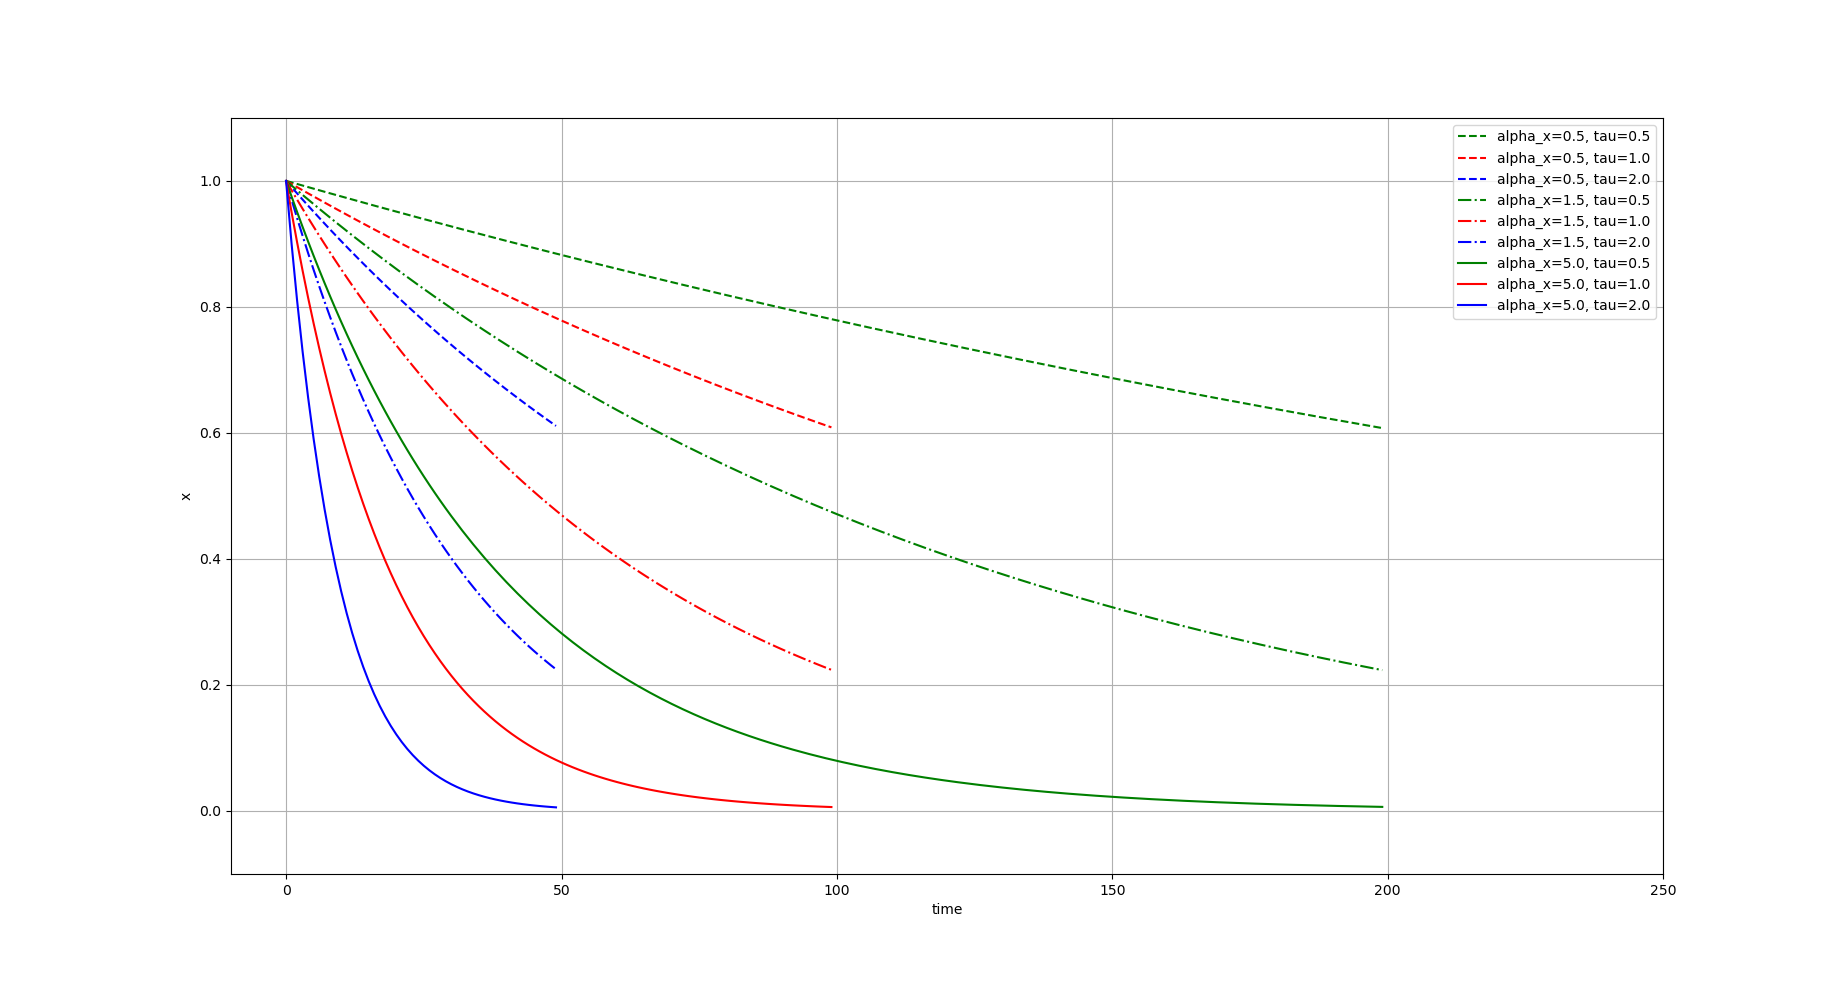 alpha_x=0.5, tau=0.5
alpha_x=0.5, tau=1.0
alpha_x=0.5, tau=2.0
alpha_x=1.5, tau=0.5
alpha_x=1.5, tau=1.0
alpha_x=1.5, tau=2.0
alpha_x=5.0, tau=0.5
alpha_x=5.0, tau=1.0
alpha_x=5.0, tau=2.0
1.0
0.8
0.6
x
0.4
0.2
0.0
0 50 100 150 200 250
time